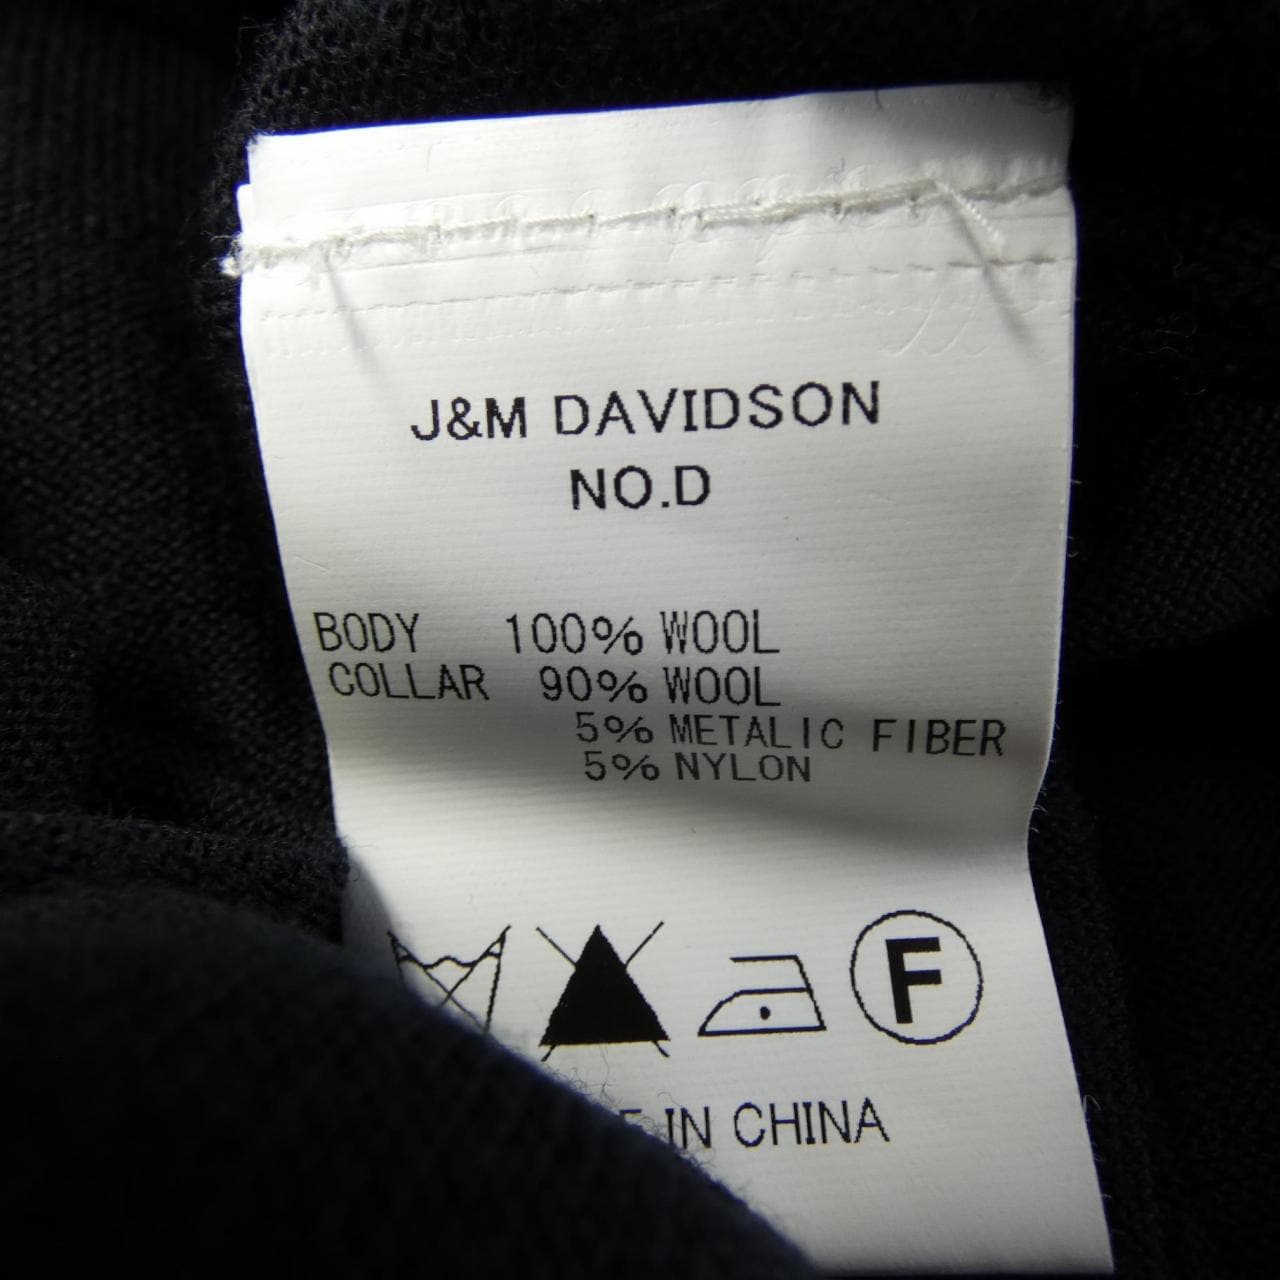 J&M DAVIDSON
NO.D
BODY 100% WOOL
COLLAR 90% WOOL
5% METALIC FIBER
5% NYLON
F
IN CHINA